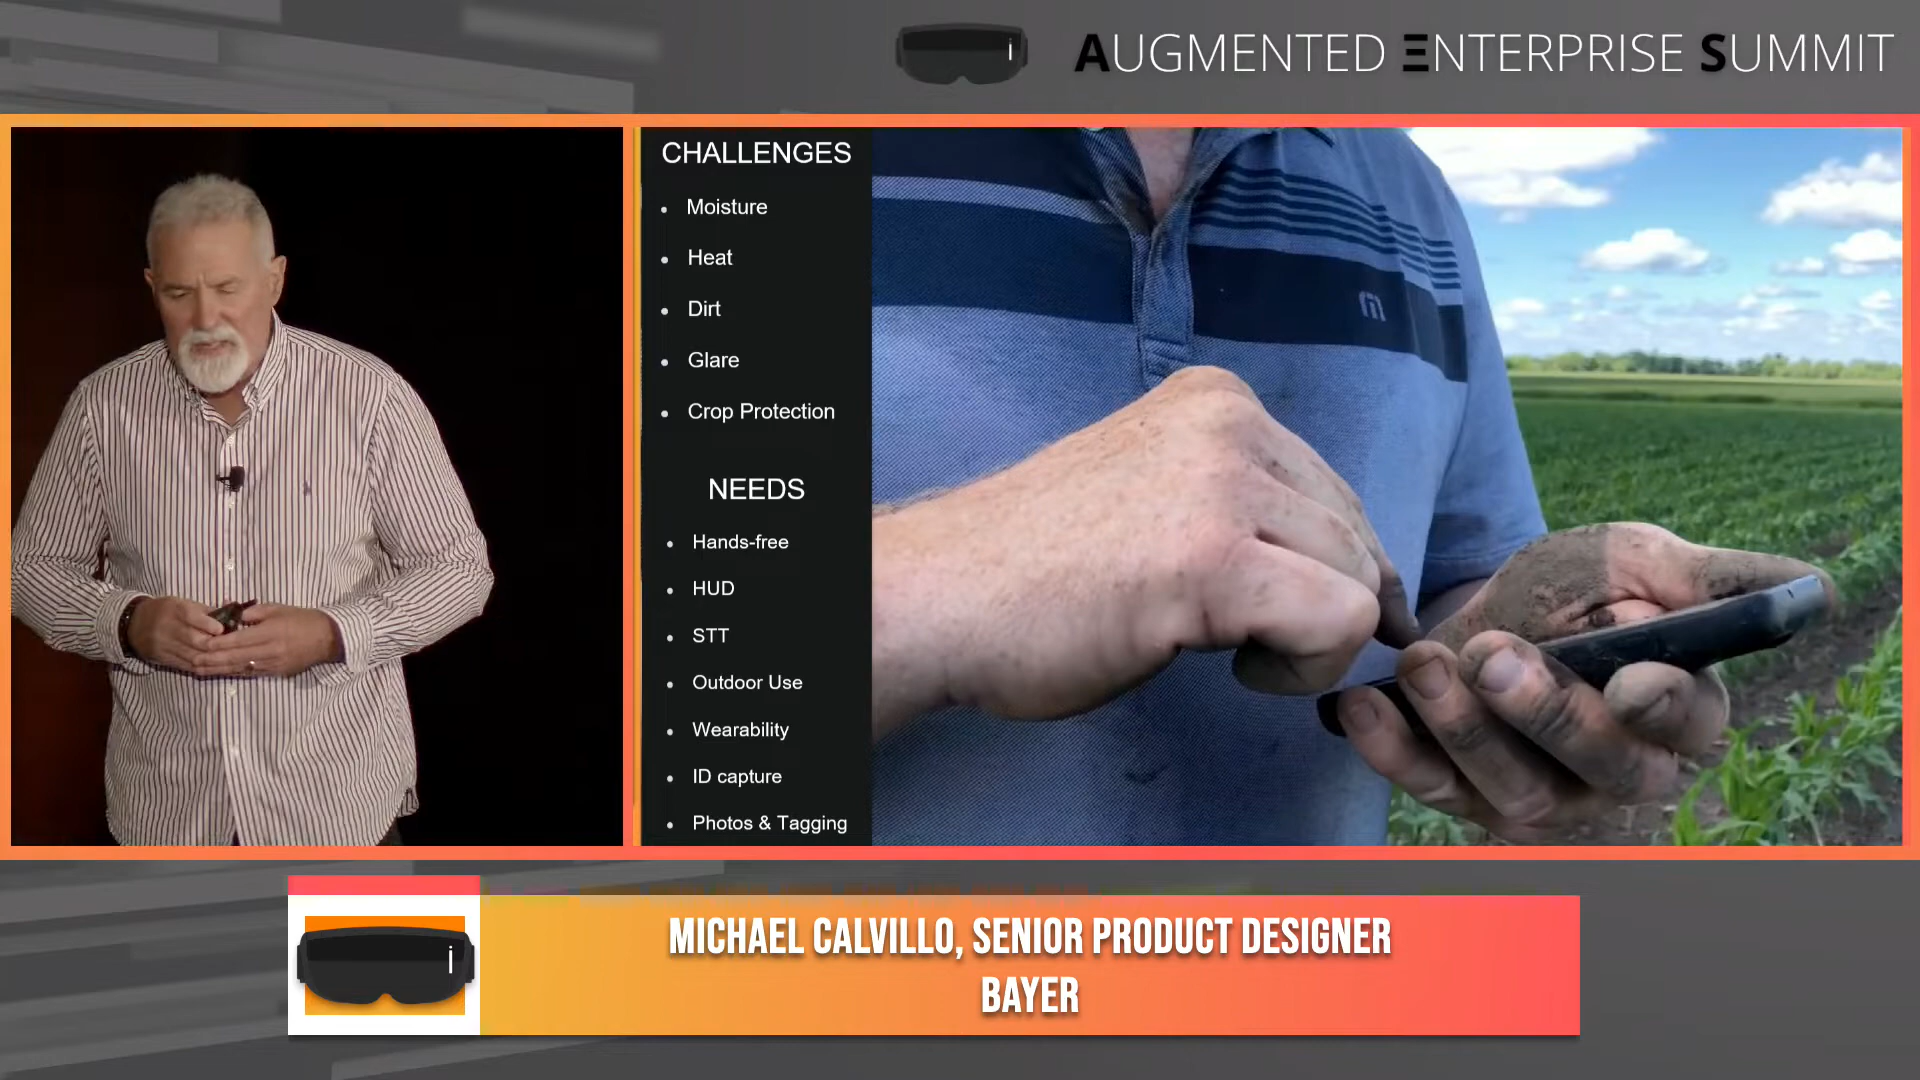 AUGMENTED ENTERPRISE SUMMIT
CHALLENGES
Moisture
Heat
Dirt
Glare
Crop Protection
NEEDS
Hands-free
HUD
STT
Outdoor Use
Wearability
ID capture
Photos & Tagging
MICHAEL CALVILLO, SENIOR PRODUCT DESIGNER
BAYER